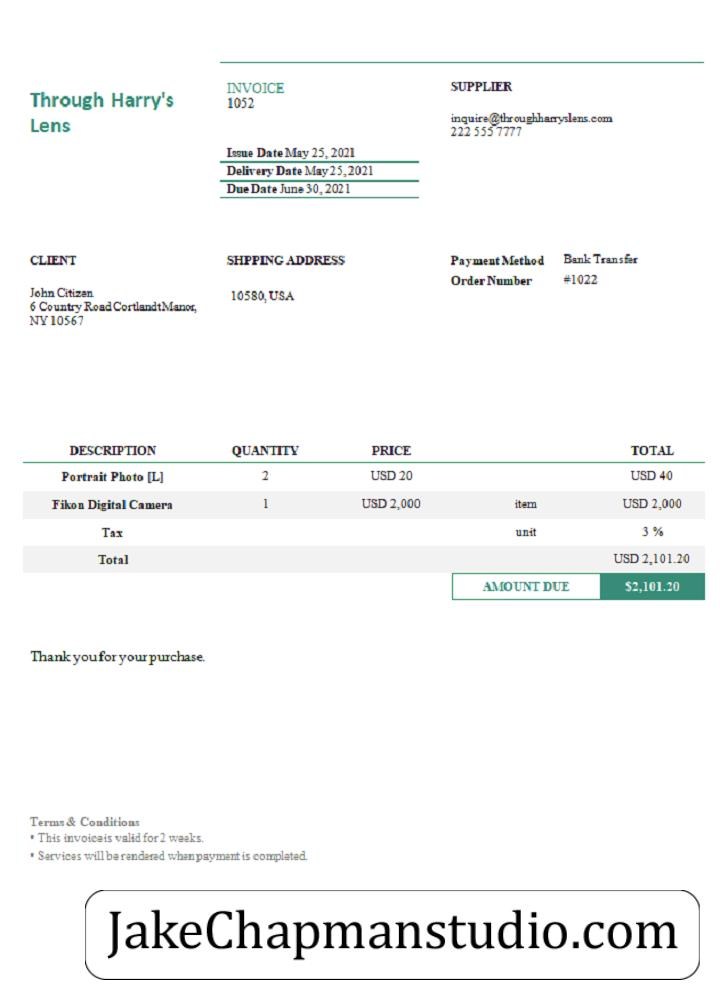 Through Harry's
Lens
INVOICE
1052
Issue Date May 25, 2021
Delivery Date May 25, 2021
Due Date June 30, 2021
SUPPLIER
inquire@throughharryslens.com
222 555 7777
CLIENT
John Citizen
6 Country Road Cortlandt Manor,
NY 10567
SHPPING ADDRESS
10580, USA
Payment Method Bank Transfer
Order Number #1022
DESCRIPTION QUANTITY PRICE TOTAL
Portrait Photo [L] 2 USD 20 USD 40
Fikon Digital Camera 1 USD 2,000 item USD 2,000
Tax unit 3 %
Total USD 2,101.20
AMOUNT DUE $2,101.20
Thank you for your purchase.
Terms & Conditions
• This invoice is valid for 2 weeks.
• Services will be rendered when payment is completed.
JakeChapmanstudio.com